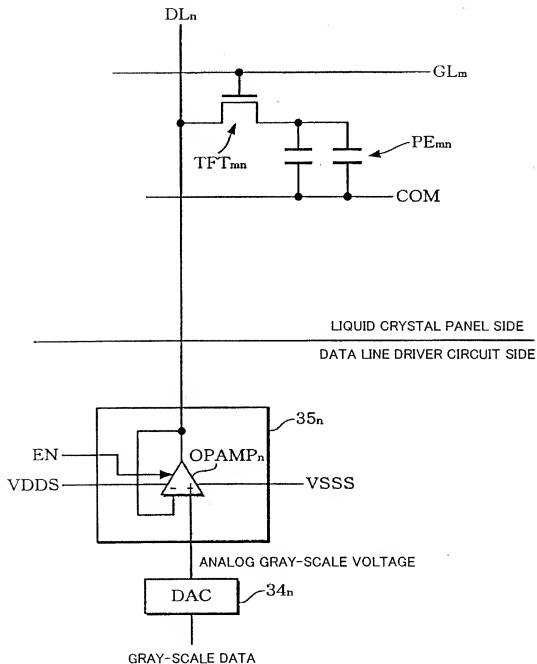 DLn
GLm
TFTmn
PEmn
COM
LIQUID CRYSTAL PANEL SIDE
DATA LINE DRIVER CIRCUIT SIDE
35n
EN
OPAMPn
VDDS
VSSS
- +
ANALOG GRAY-SCALE VOLTAGE
DAC
34n
GRAY-SCALE DATA